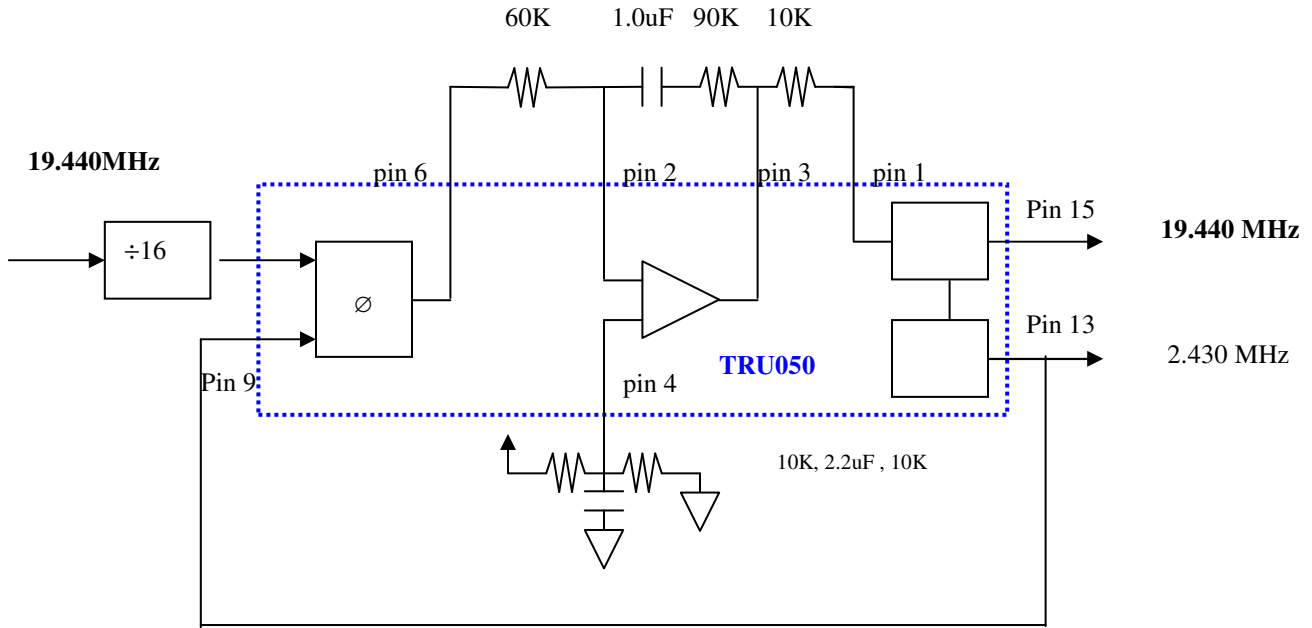 60K 1.0uF 90K 10K
19.440MHz
pin 6 pin 2 pin 3 pin 1
Pin 15 19.440 MHz
÷16
∅
Pin 13 2.430 MHz
TRU050
Pin 9 pin 4
10K, 2.2uF , 10K